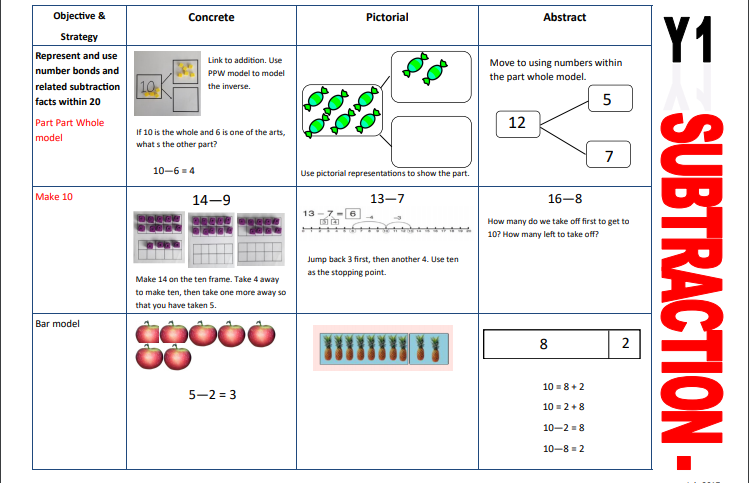 Objective &
Strategy
Concrete
Pictorial
Abstract
Represent and use
number bonds and
related subtraction
facts within 20
Part Part Whole
model
10
Link to addition. Use
PPW model to model
the inverse.
If 10 is the whole and 6 is one of the arts,
what s the other part?
10—6 = 4
Use pictorial representations to show the part.
Move to using numbers within
the part whole model.
12
5
7
Make 10
14—9
Make 14 on the ten frame. Take 4 away
to make ten, then take one more away so
that you have taken 5.
13—7
13 – 7 = 6
3 4
–4
–3
Jump back 3 first, then another 4. Use ten
as the stopping point.
16—8
How many do we take off first to get to
10? How many left to take off?
Bar model
5—2 = 3
8
2
10 = 8 + 2
10 = 2 + 8
10—2 = 8
10—8 = 2
Y1
SUBTRACTION -